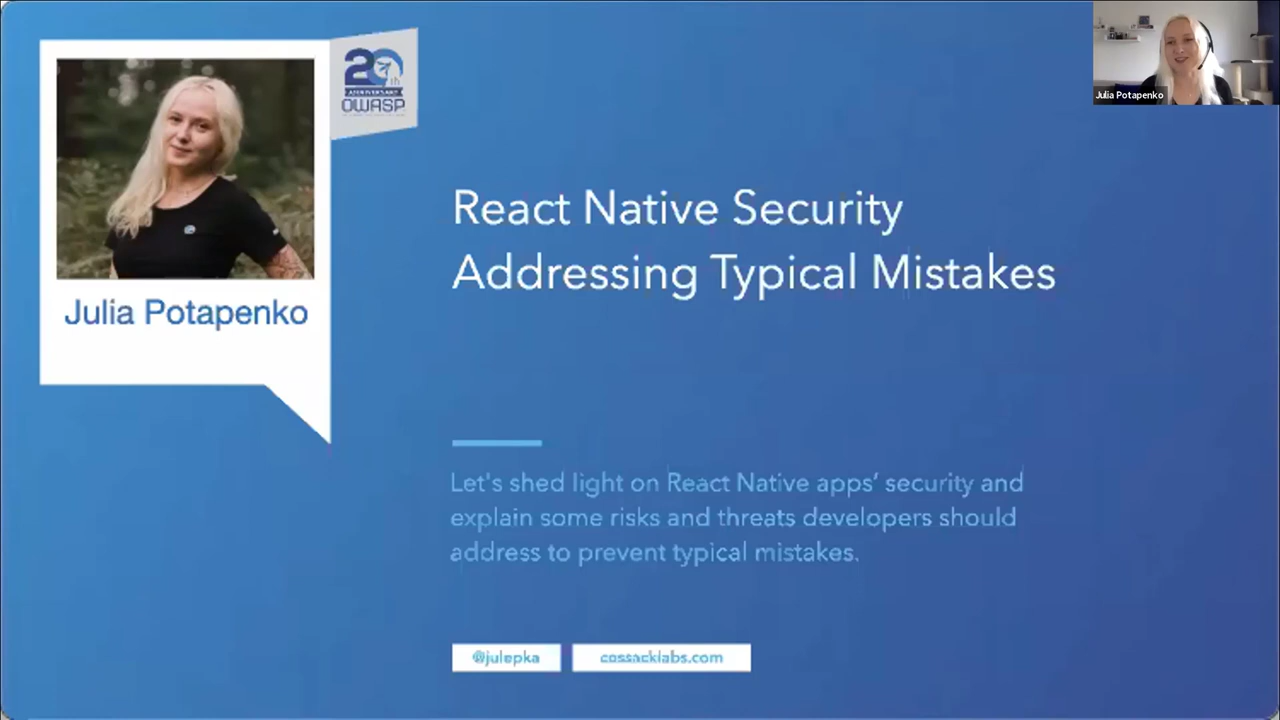 20th
ANNIVERSARY
OWASP
Julia Potapenko
Julia Potapenko
React Native Security
Addressing Typical Mistakes
Let's shed light on React Native apps' security and
explain some risks and threats developers should
address to prevent typical mistakes.
@julepka
cossacklabs.com